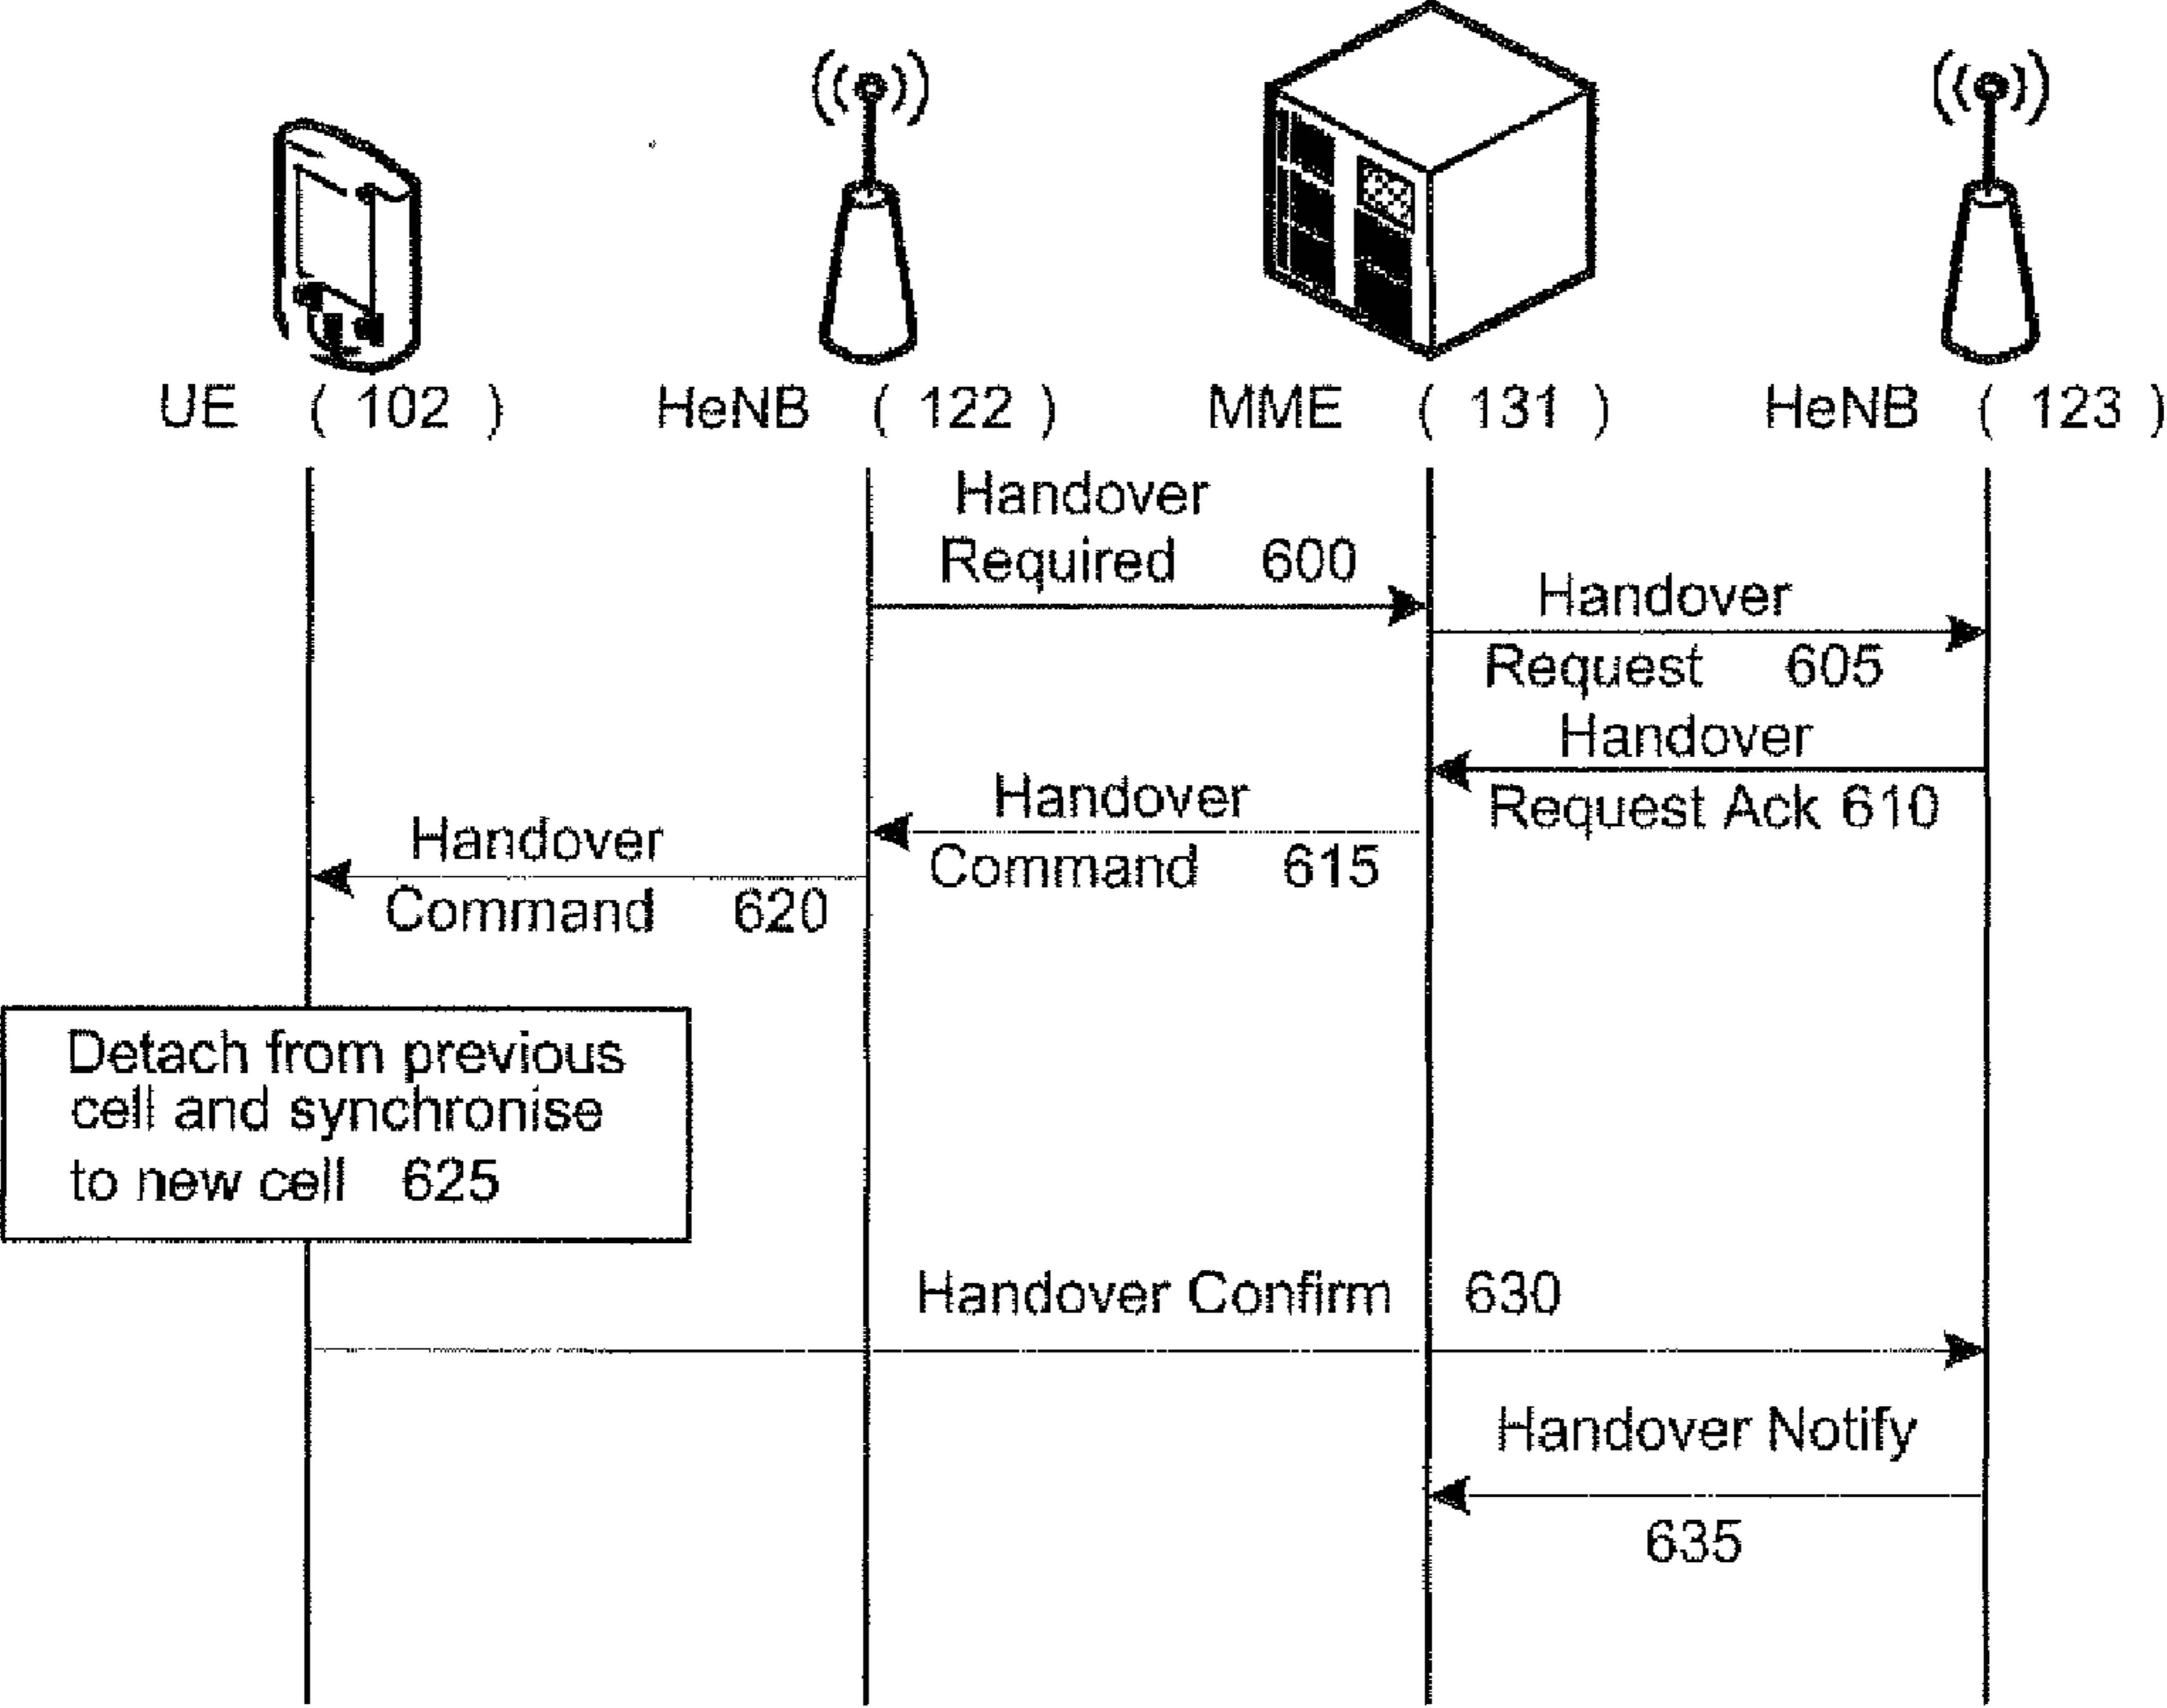 UE ( 102 ) HeNB ( 122 ) MME ( 131 ) HeNB ( 123 )
Handover
Required 600
Handover
Request 605
Handover
Request Ack 610
Handover
Command 615
Handover
Command 620
Detach from previous
cell and synchronise
to new cell 625
Handover Confirm 630
Handover Notify
635